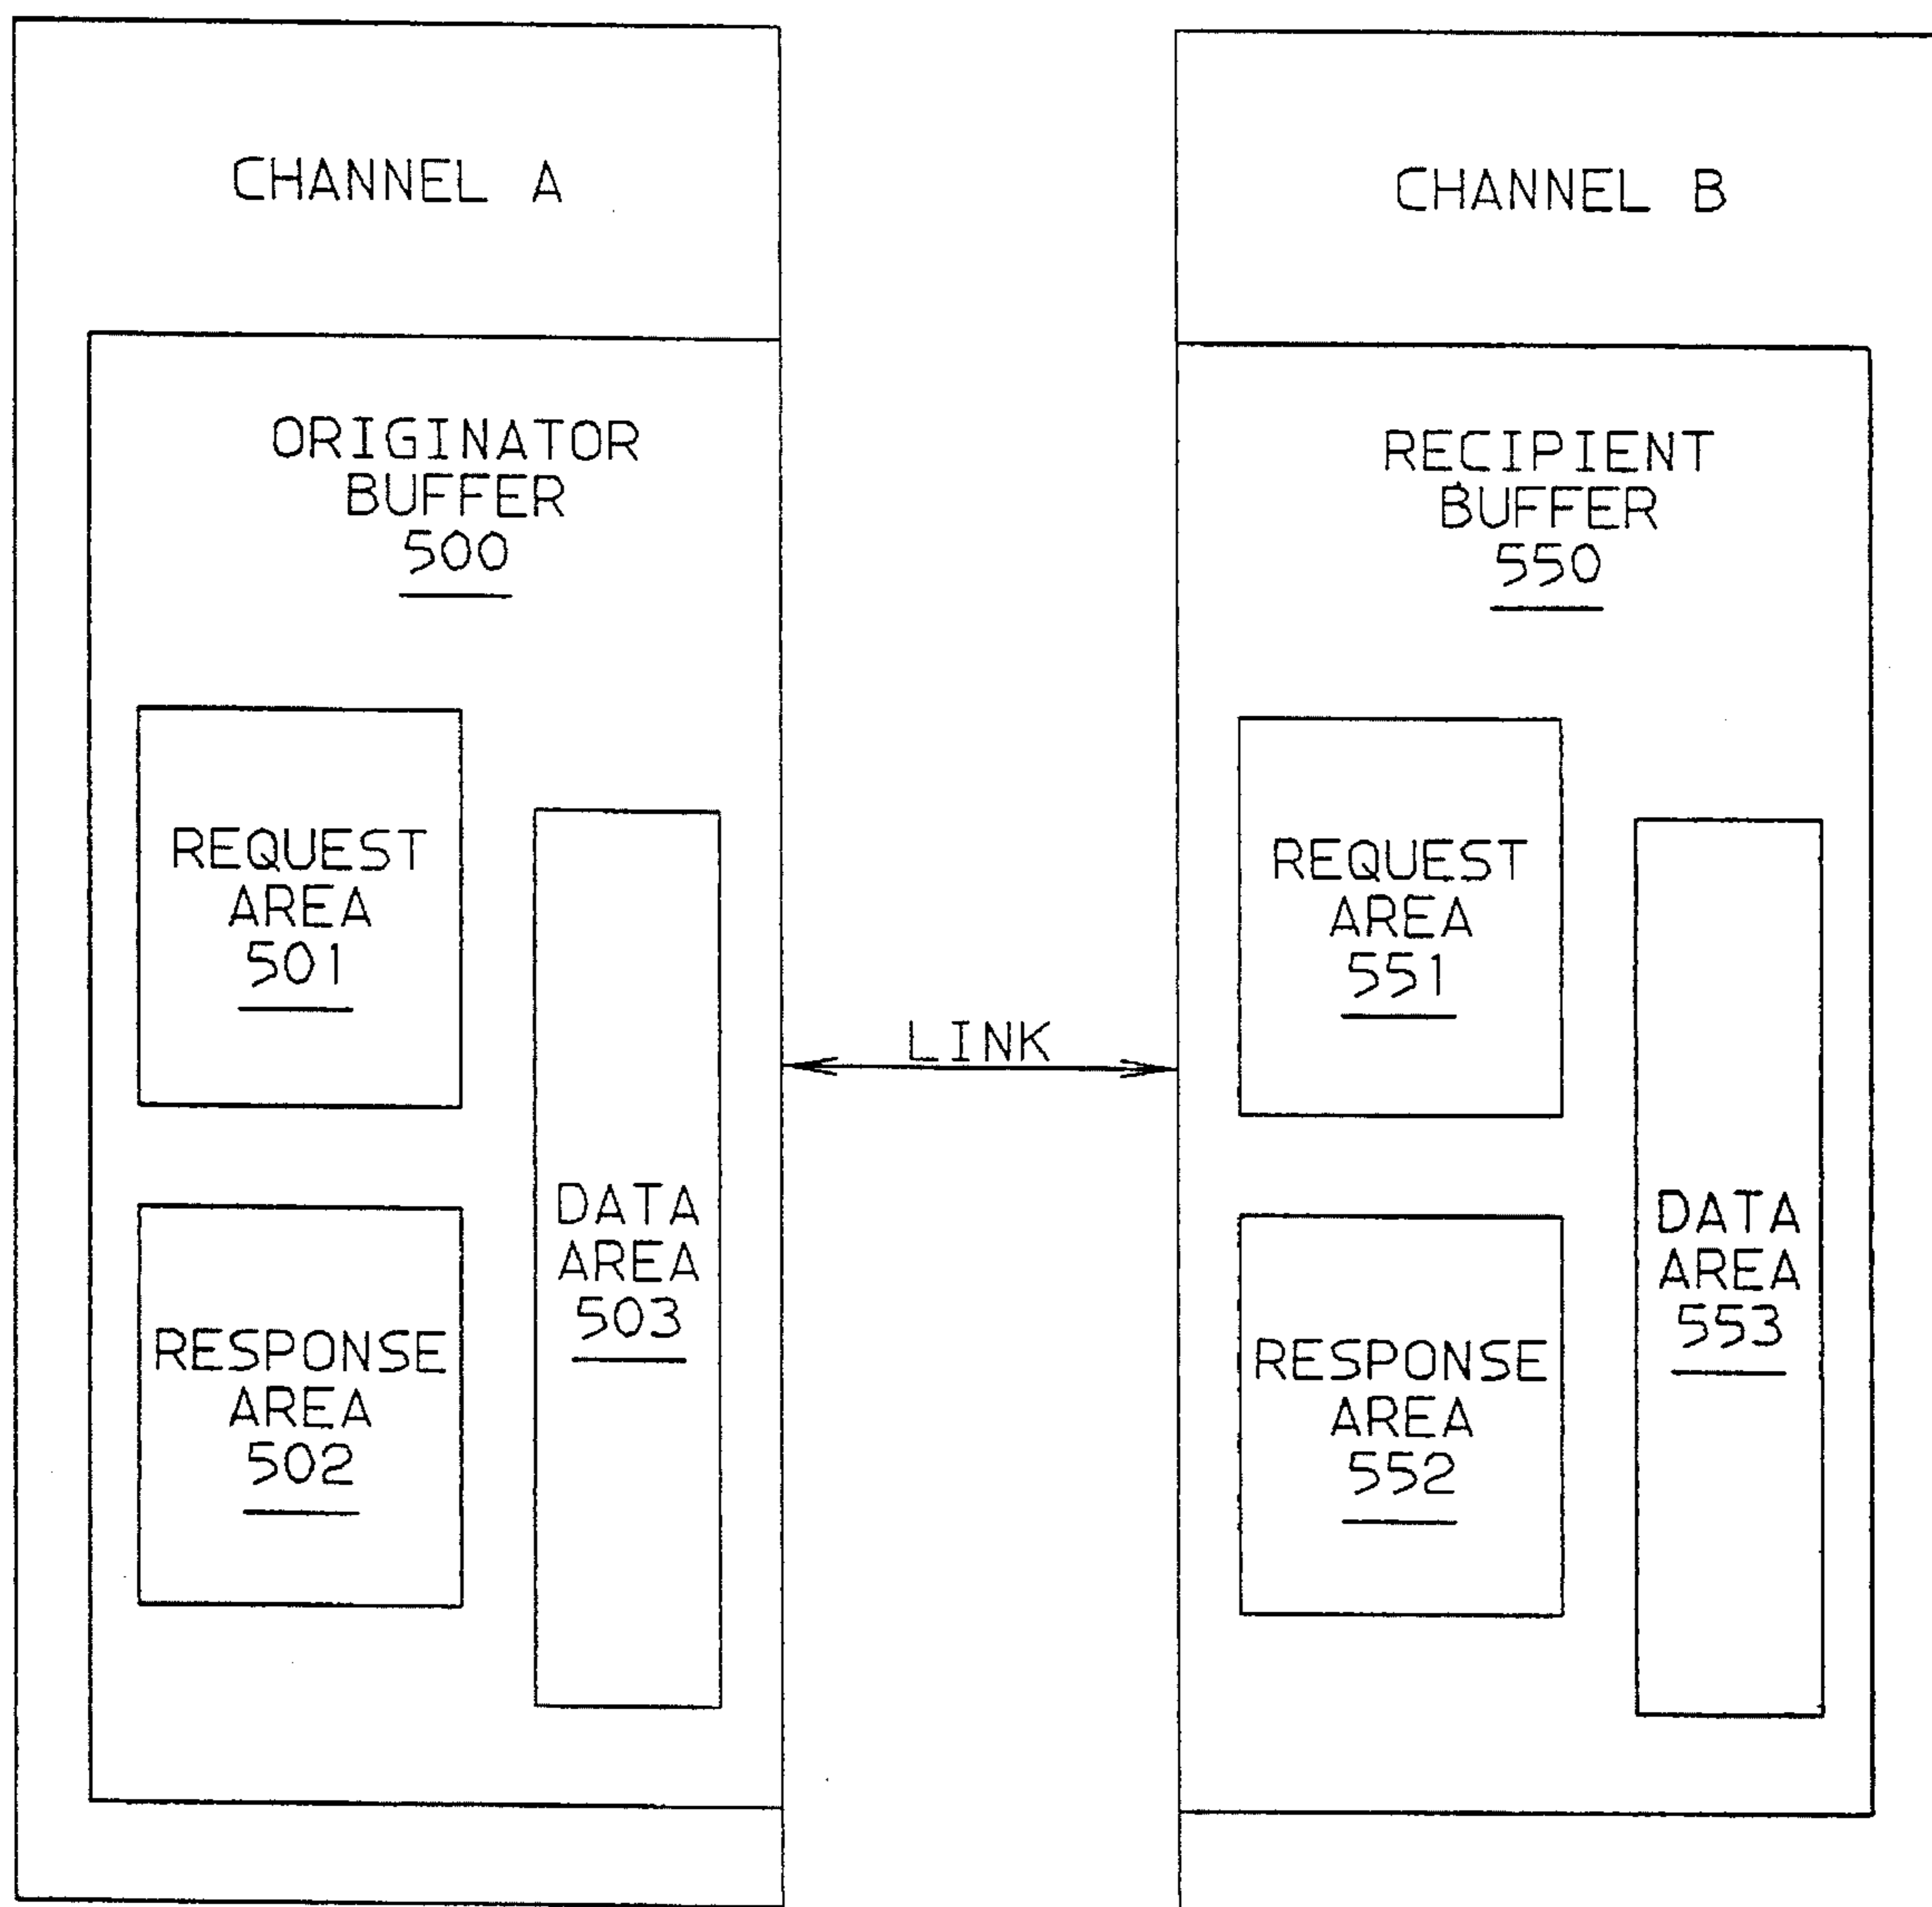 CHANNEL A
ORIGINATOR
BUFFER
500
REQUEST
AREA
501
RESPONSE
AREA
502
DATA
AREA
503
LINK
CHANNEL B
RECIPIENT
BUFFER
550
REQUEST
AREA
551
RESPONSE
AREA
552
DATA
AREA
553